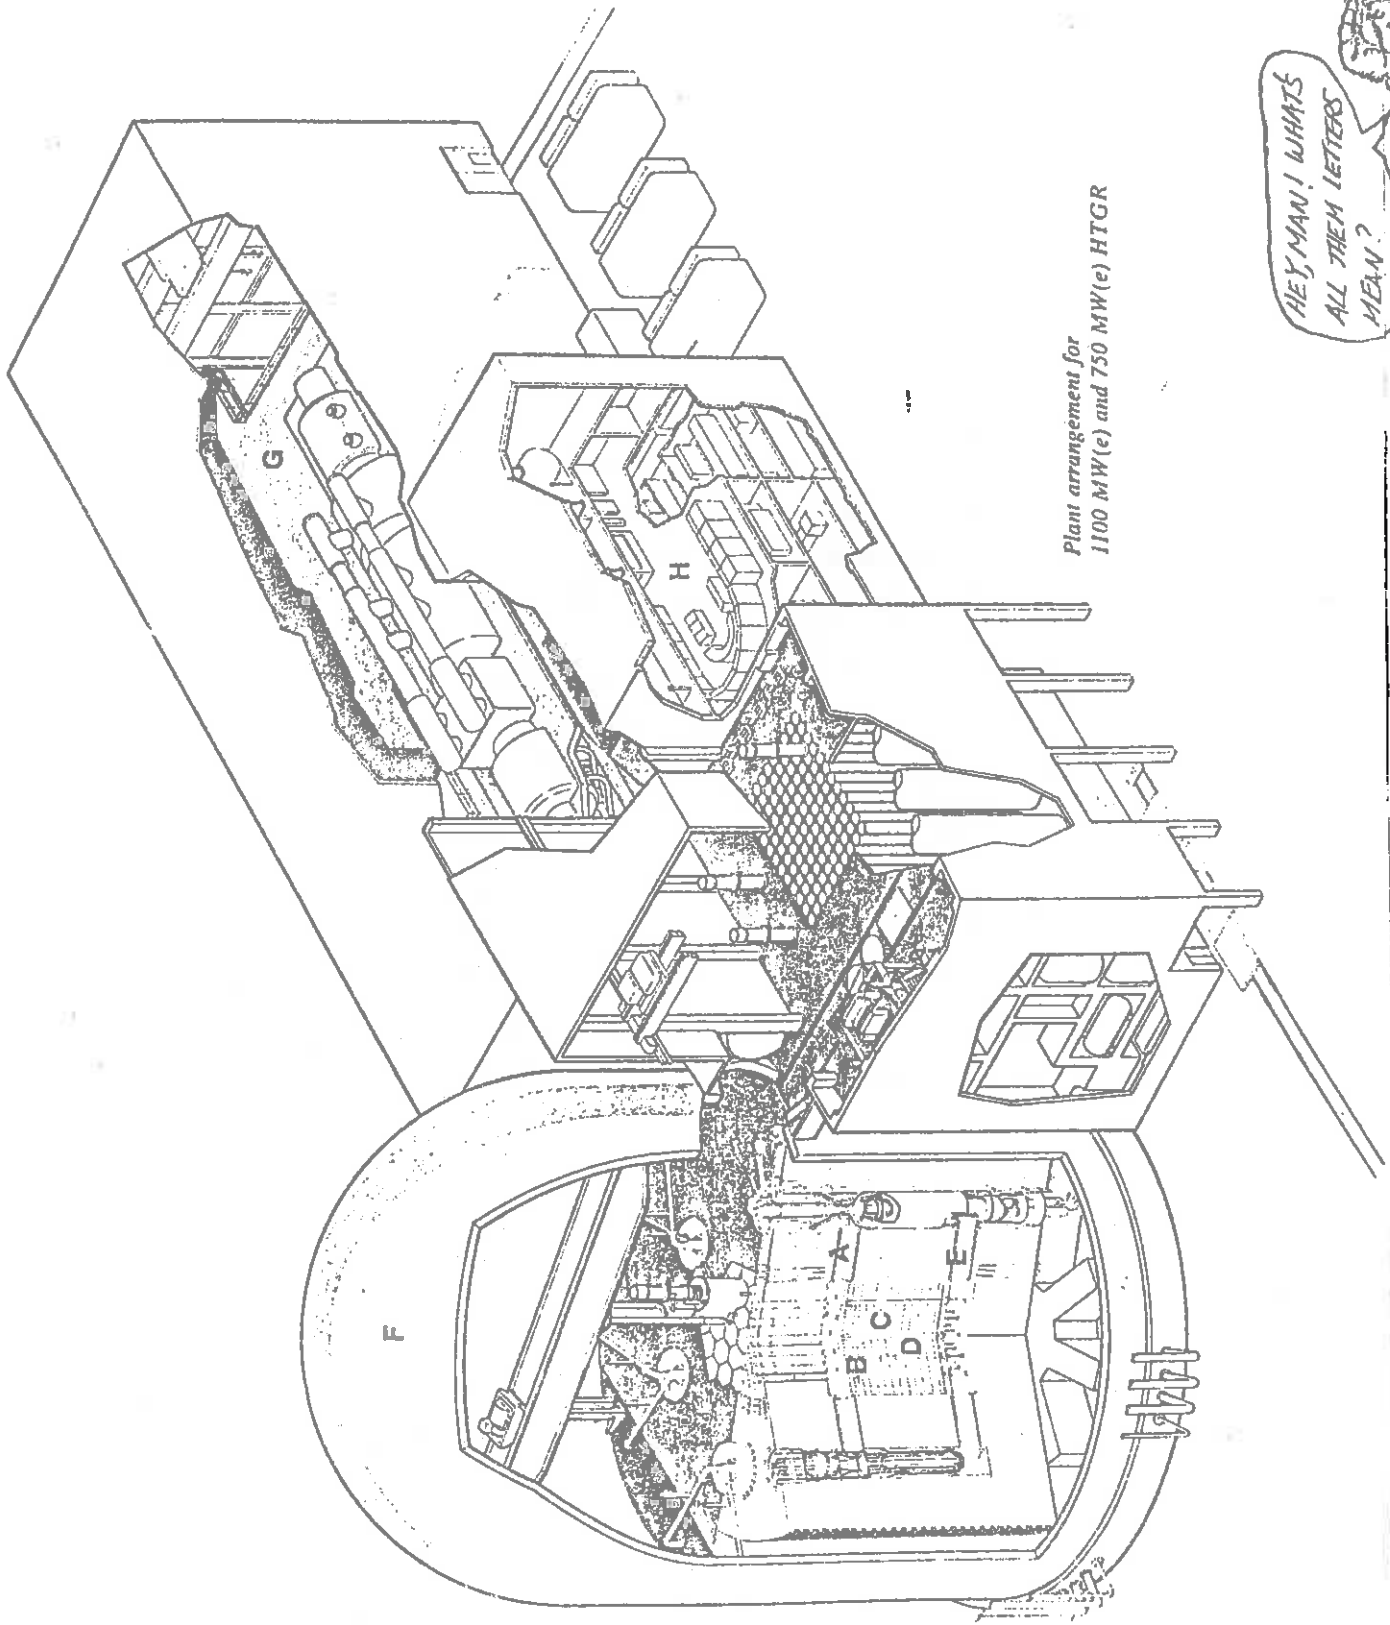 F
G
H
A
B
C
D
E
Plant arrangement for
1100 MW(e) and 750 MW(e) HTGR
HEY, MAN! WHAT'S
ALL THEM LETTERS
MEAN?